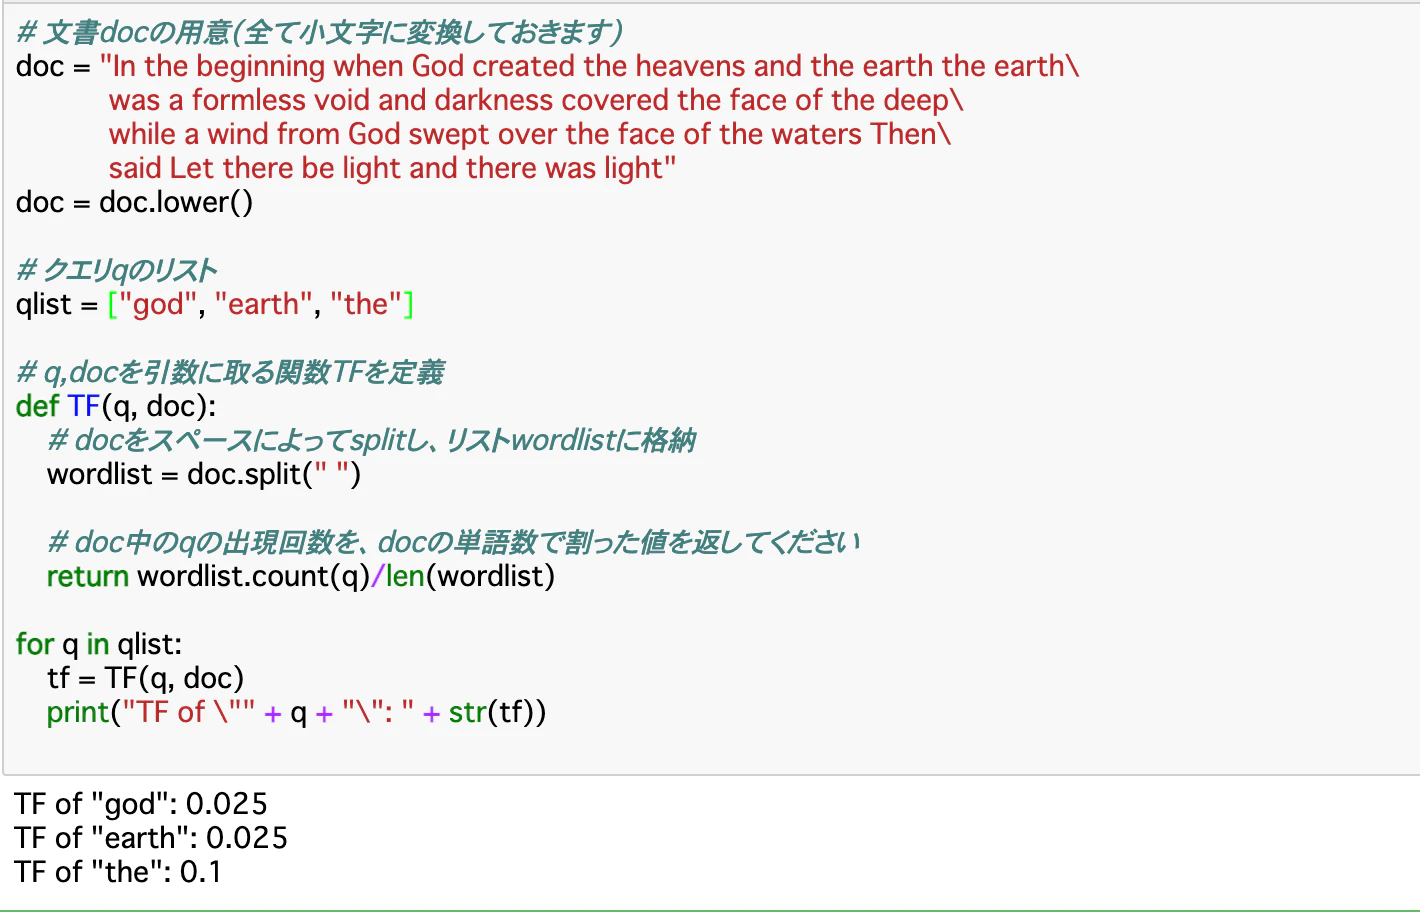 # 文書docの用意(全て小文字に変換しておきます)
doc = "In the beginning when God created the heavens and the earth the earth\
was a formless void and darkness covered the face of the deep\
while a wind from God swept over the face of the waters Then\
said Let there be light and there was light"
doc = doc.lower()
# クエリqのリスト
qlist = ["god", "earth", "the"]
# q,docを引数に取る関数TFを定義
def TF(q, doc):
# docをスペースによってsplitし、リストwordlistに格納
wordlist = doc.split(" ")
# doc中のqの出現回数を、docの単語数で割った値を返してください
return wordlist.count(q)/len(wordlist)
for q in qlist:
tf = TF(q, doc)
print("TF of \"" + q + "\": " + str(tf))
TF of "god": 0.025
TF of "earth": 0.025
TF of "the": 0.1